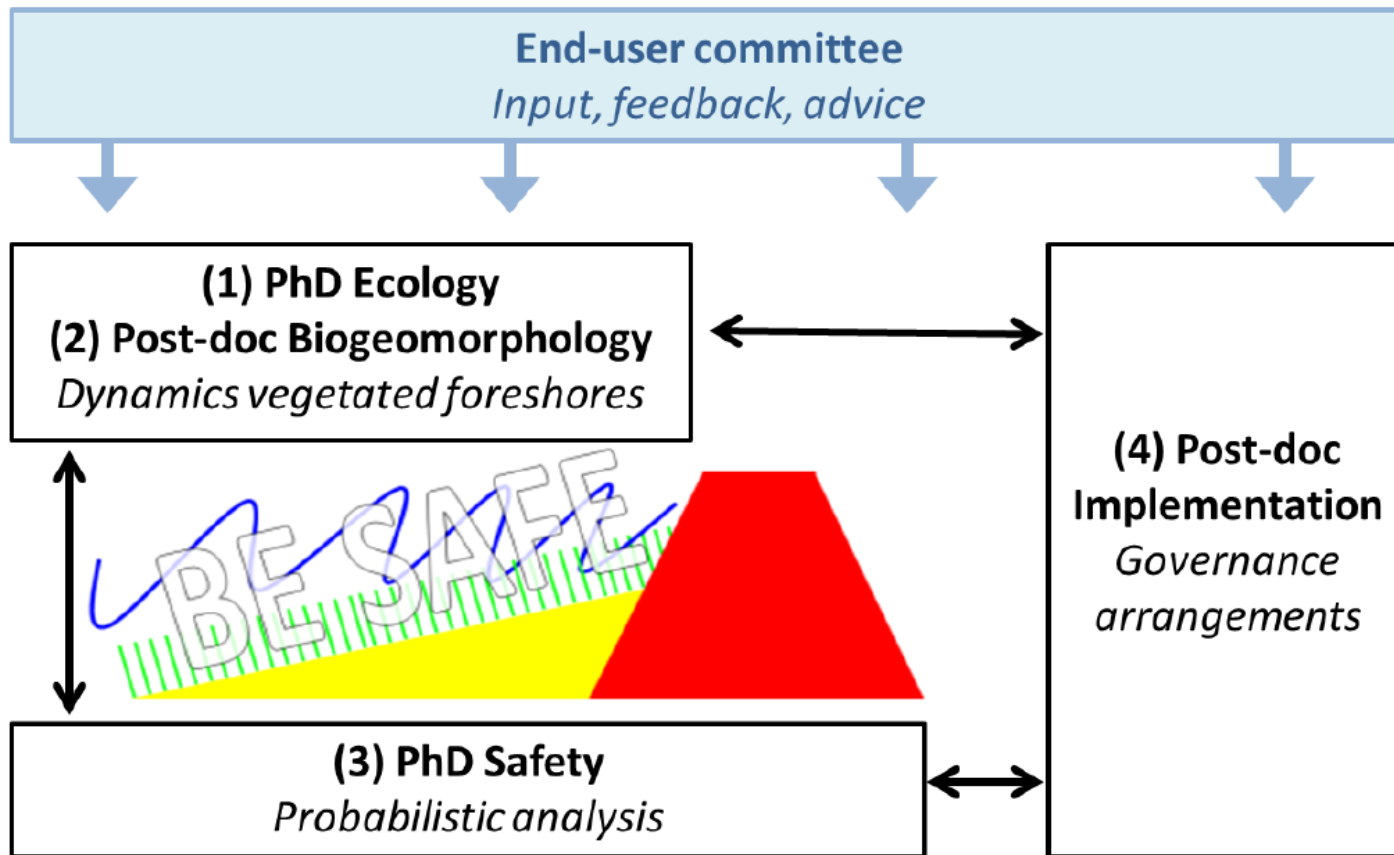 End-user committee
Input, feedback, advice
(1) PhD Ecology
(2) Post-doc Biogeomorphology
Dynamics vegetated foreshores
BE SAFE
(4) Post-doc
Implementation
Governance
arrangements
(3) PhD Safety
Probabilistic analysis